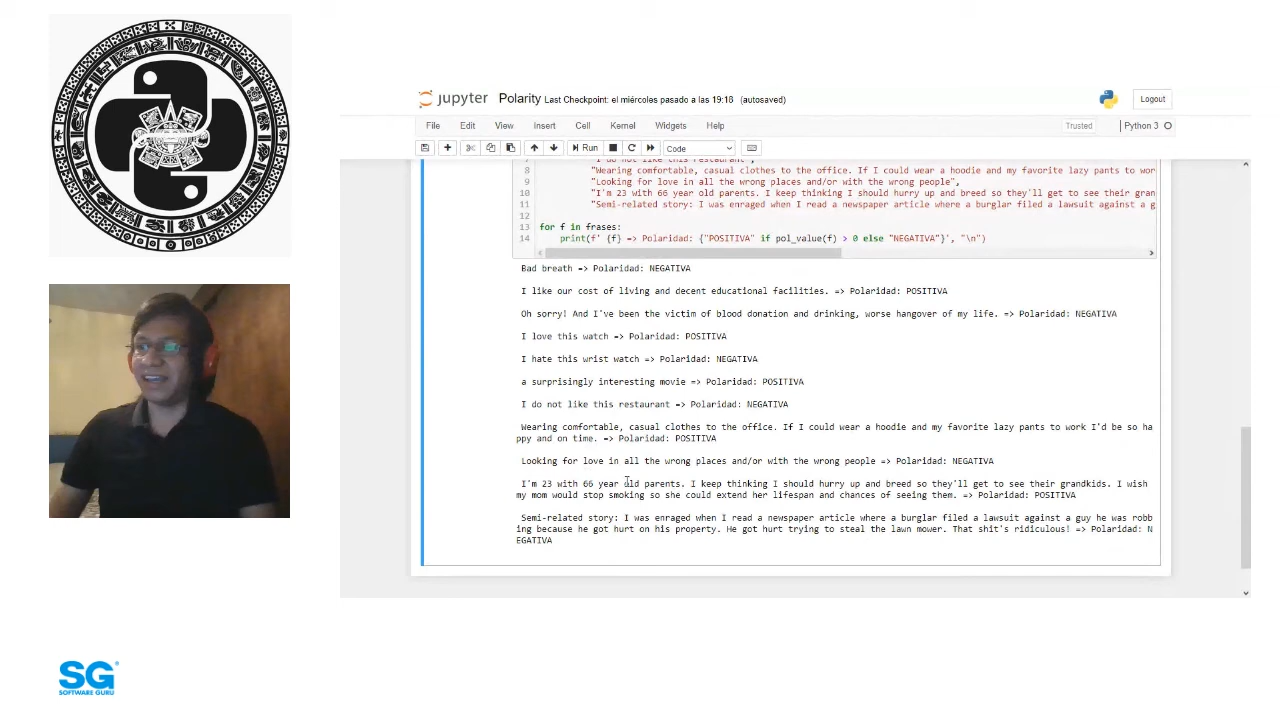 jupyter Polarity Last Checkpoint: el miércoles pasado a las 19:18 (autosaved)
Logout
File Edit View Insert Cell Kernel Widgets Help
Trusted
Python 3
Run
Code
7 "I do not like this restaurant",
8 "Wearing comfortable, casual clothes to the office. If I could wear a hoodie and my favorite lazy pants to wor
9 "Looking for love in all the wrong places and/or with the wrong people",
10 "I'm 23 with 66 year old parents. I keep thinking I should hurry up and breed so they'll get to see their gran
11 "Semi-related story: I was enraged when I read a newspaper article where a burglar filed a lawsuit against a g
12
13 for f in frases:
14 print(f' {f} => Polaridad: {"POSITIVA" if pol_value(f) > 0 else "NEGATIVA"}', "\n")
Bad breath => Polaridad: NEGATIVA
I like our cost of living and decent educational facilities. => Polaridad: POSITIVA
Oh sorry! And I've been the victim of blood donation and drinking, worse hangover of my life. => Polaridad: NEGATIVA
I love this watch => Polaridad: POSITIVA
I hate this wrist watch => Polaridad: NEGATIVA
a surprisingly interesting movie => Polaridad: POSITIVA
I do not like this restaurant => Polaridad: NEGATIVA
Wearing comfortable, casual clothes to the office. If I could wear a hoodie and my favorite lazy pants to work I'd be so ha
ppy and on time. => Polaridad: POSITIVA
Looking for love in all the wrong places and/or with the wrong people => Polaridad: NEGATIVA
I'm 23 with 66 year old parents. I keep thinking I should hurry up and breed so they'll get to see their grandkids. I wish
my mom would stop smoking so she could extend her lifespan and chances of seeing them. => Polaridad: POSITIVA
Semi-related story: I was enraged when I read a newspaper article where a burglar filed a lawsuit against a guy he was robb
ing because he got hurt on his property. He got hurt trying to steal the lawn mower. That shit's ridiculous! => Polaridad: N
EGATIVA
SG
SOFTWARE GURU